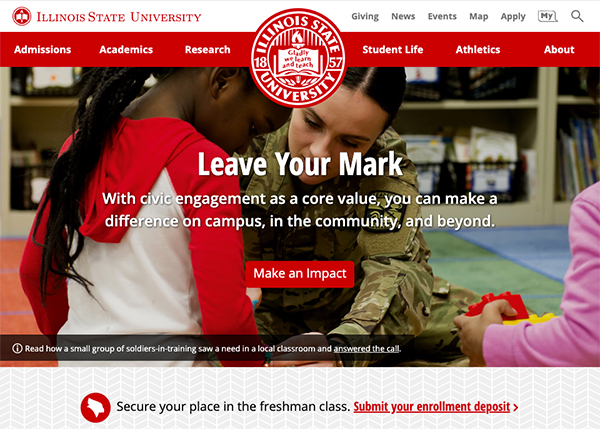 ILLINOIS STATE UNIVERSITY
Giving News Events Map Apply My
Admissions Academics Research Student Life Athletics About
ILLINOIS STATE UNIVERSITY
18 57
Gladly
we learn
and teach
Leave Your Mark
With civic engagement as a core value, you can make a
difference on campus, in the community, and beyond.
Make an Impact
Read how a small group of soldiers-in-training saw a need in a local classroom and answered the call.
Secure your place in the freshman class. Submit your enrollment deposit >